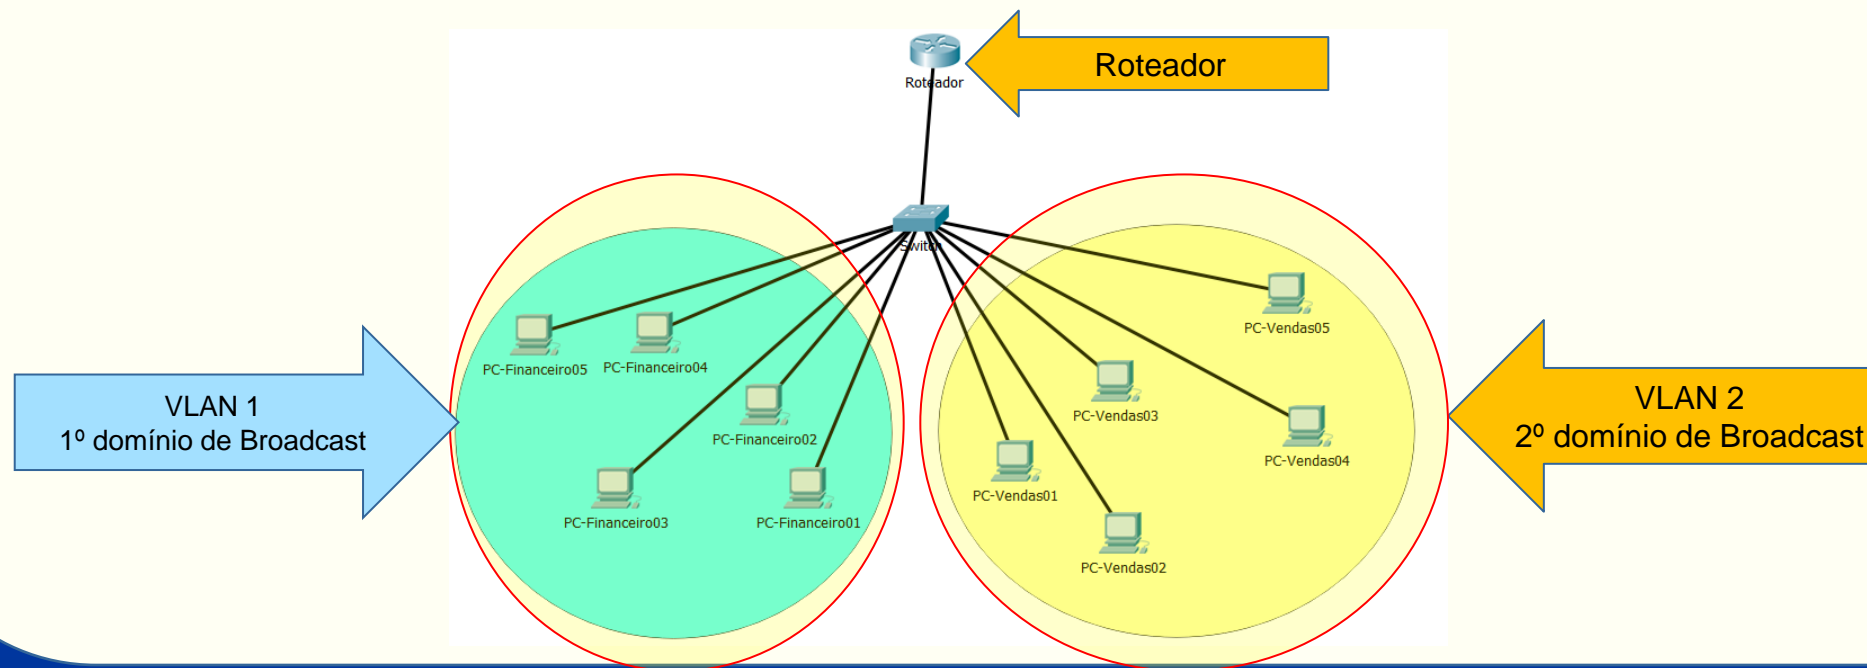 Roteador
Roteador
Switch
PC-Vendas05
PC-Financeiro05
PC-Financeiro04
VLAN 1
1º domínio de Broadcast
PC-Financeiro02
PC-Vendas03
VLAN 2
2º domínio de Broadcast
PC-Vendas04
PC-Vendas01
PC-Financeiro03
PC-Financeiro01
PC-Vendas02